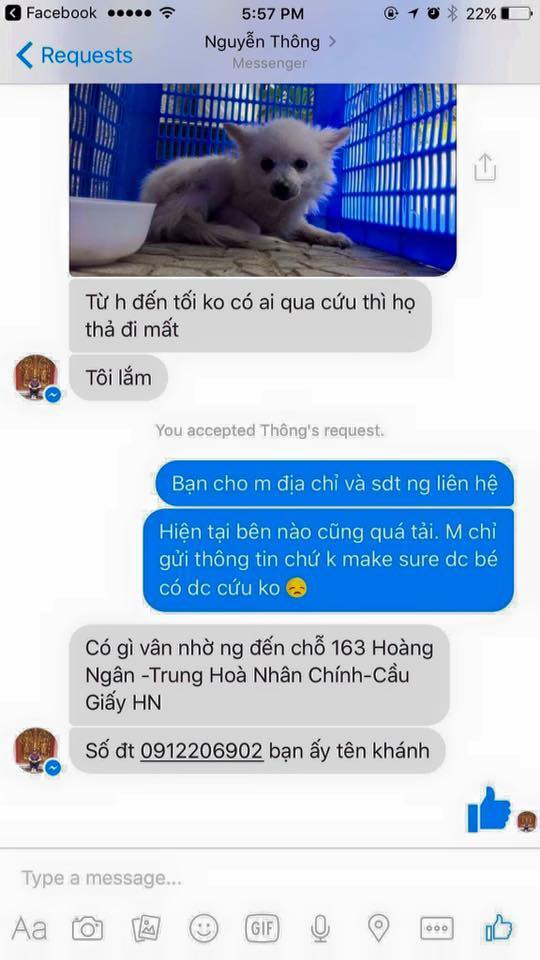 Facebook 5:57 PM 22%
Requests
Nguyễn Thông
Messenger
Từ h đến tối ko có ai qua cứu thì họ
thả đi mất
Tôi lắm
You accepted Thông's request.
Bạn cho m địa chỉ và sdt ng liên hệ
Hiện tại bên nào cũng quá tải. M chỉ
gửi thông tin chứ k make sure dc bé
có dc cứu ko
Có gì vân nhờ ng đến chỗ 163 Hoàng
Ngân -Trung Hoà Nhân Chính-Cầu
Giấy HN
Số đt 0912206902 bạn ấy tên khánh
Type a message...
Aa GIF